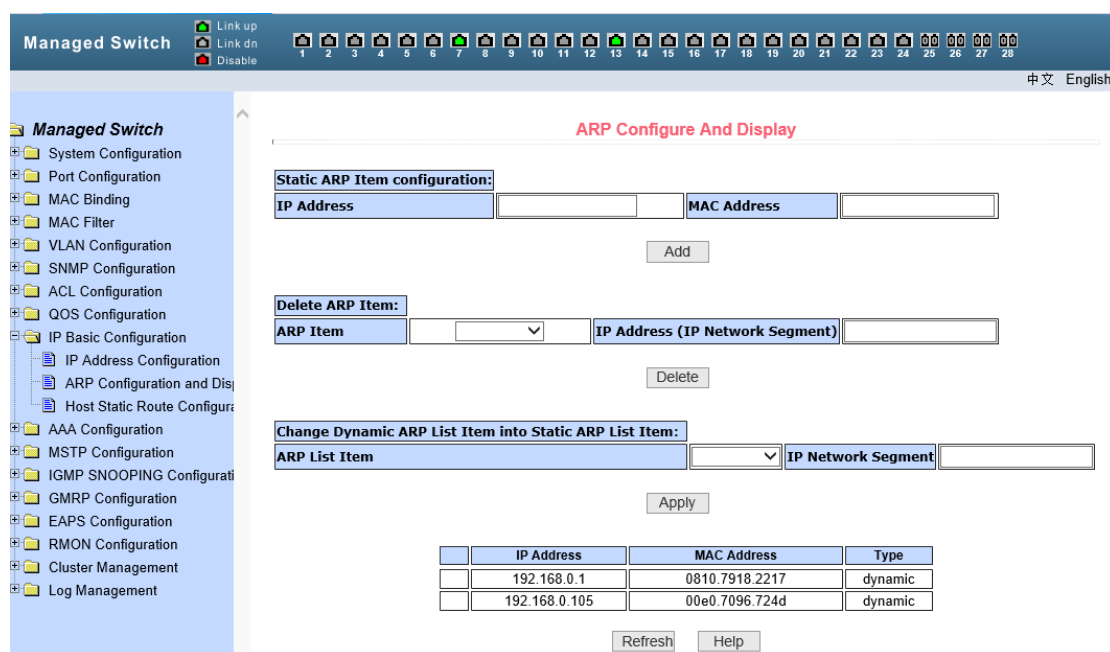 Managed Switch
Link up
Link dn
Disable
1 2 3 4 5 6 7 8 9 10 11 12 13 14 15 16 17 18 19 20 21 22 23 24 25 26 27 28
中文 English
Managed Switch
System Configuration
Port Configuration
MAC Binding
MAC Filter
VLAN Configuration
SNMP Configuration
ACL Configuration
QOS Configuration
IP Basic Configuration
IP Address Configuration
ARP Configuration and Disp
Host Static Route Configura
AAA Configuration
MSTP Configuration
IGMP SNOOPING Configurati
GMRP Configuration
EAPS Configuration
RMON Configuration
Cluster Management
Log Management
ARP Configure And Display
Static ARP Item configuration:
IP Address MAC Address
Add
Delete ARP Item:
ARP Item IP Address (IP Network Segment)
Delete
Change Dynamic ARP List Item into Static ARP List Item:
ARP List Item IP Network Segment
Apply
IP Address MAC Address Type
192.168.0.1 0810.7918.2217 dynamic
192.168.0.105 00e0.7096.724d dynamic
Refresh Help